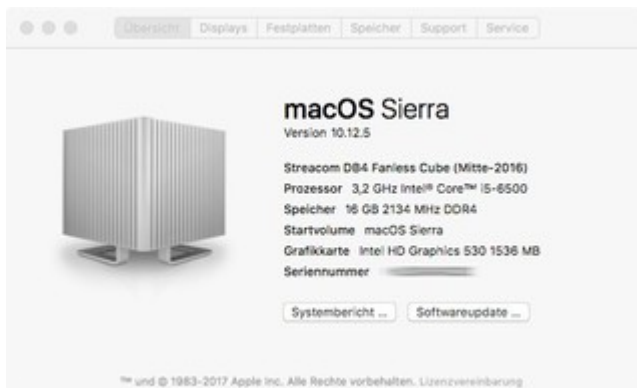 Übersicht Displays Festplatten Speicher Support Service
macOS Sierra
Version 10.12.5
Streacom DB4 Fanless Cube (Mitte-2016)
Prozessor 3,2 GHz Intel® Core™ i5-6500
Speicher 16 GB 2134 MHz DDR4
Startvolume macOS Sierra
Grafikkarte Intel HD Graphics 530 1536 MB
Seriennummer
Systembericht ... Softwareupdate ...
™ und © 1983-2017 Apple Inc. Alle Rechte vorbehalten. Lizenzvereinbarung